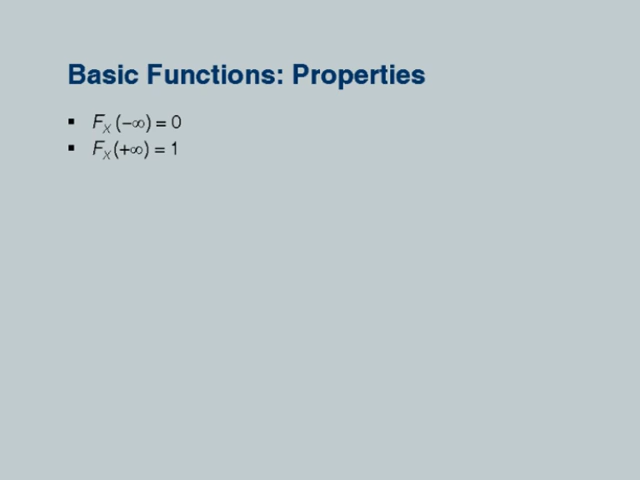 Basic Functions: Properties
▪ F_X (−∞) = 0
▪ F_X (+∞) = 1